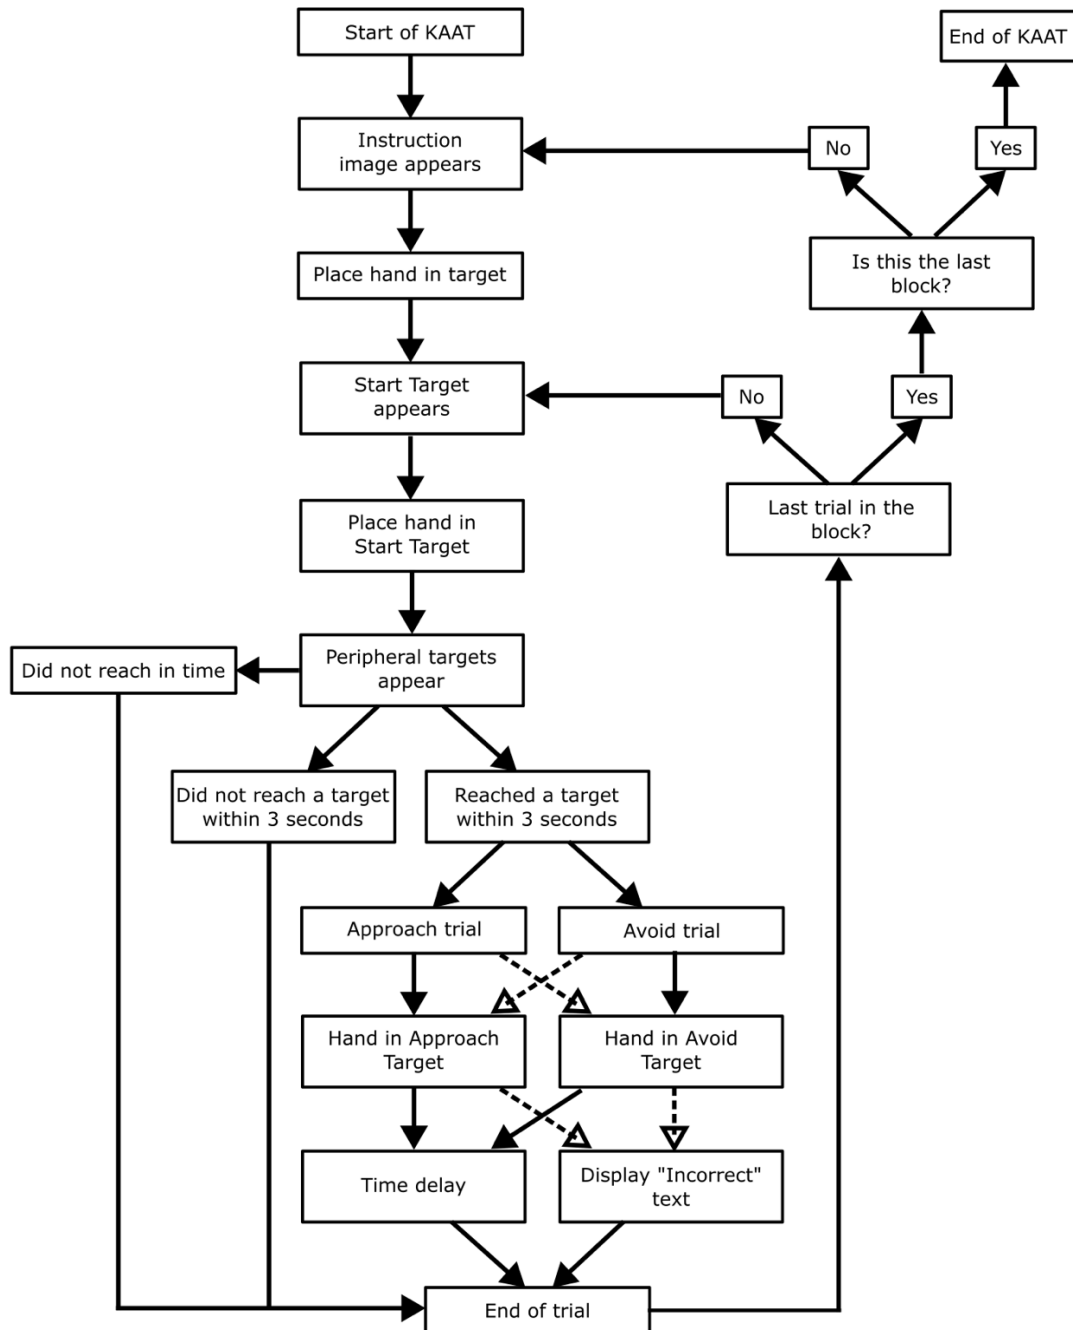 Start of KAAT
End of KAAT
Instruction
image appears
No
Yes
Place hand in target
Is this the last
block?
Start Target
appears
No
Yes
Place hand in
Start Target
Last trial in the
block?
Did not reach in time
Peripheral targets
appear
Did not reach a target
within 3 seconds
Reached a target
within 3 seconds
Approach trial
Avoid trial
Hand in Approach
Target
Hand in Avoid
Target
Time delay
Display "Incorrect"
text
End of trial